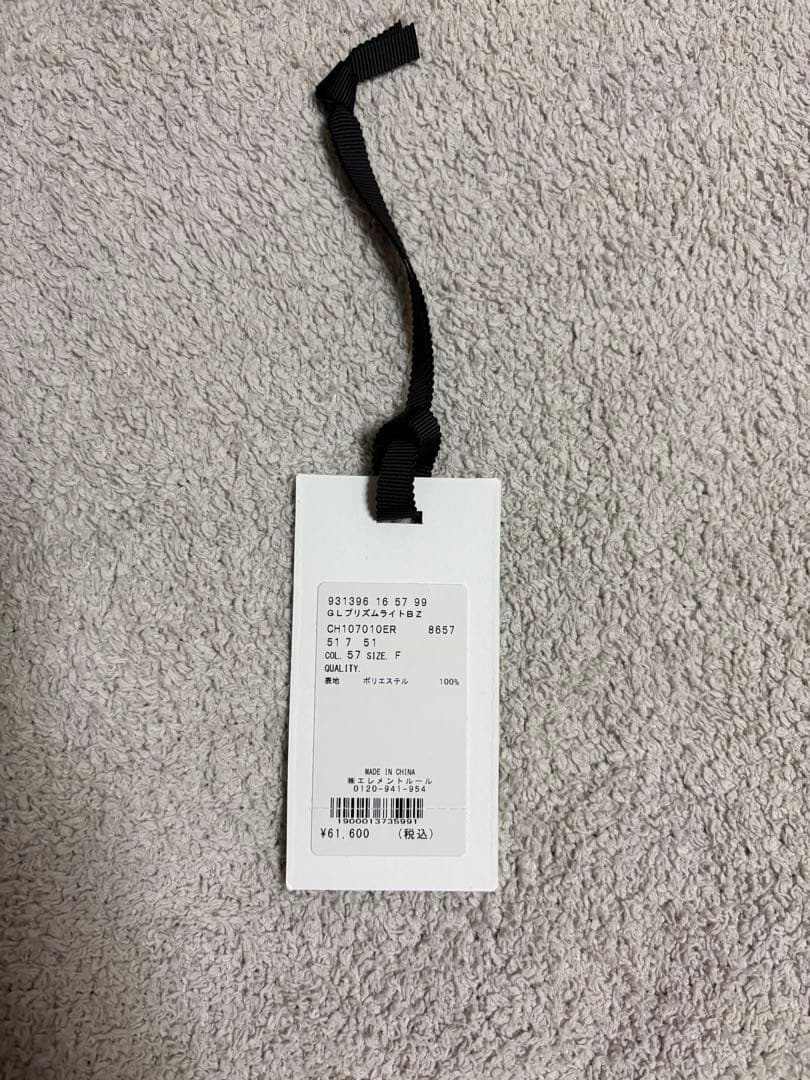 931396 16 57 99
GLプリズムライトBZ
CH107010ER 8657
51 7 51
COL. 57 SIZE. F
QUALITY.
表地 ポリエステル 100%
MADE IN CHINA
㈱エレメントルール
0120-941-954
1900013735991
¥61,600 (税込)